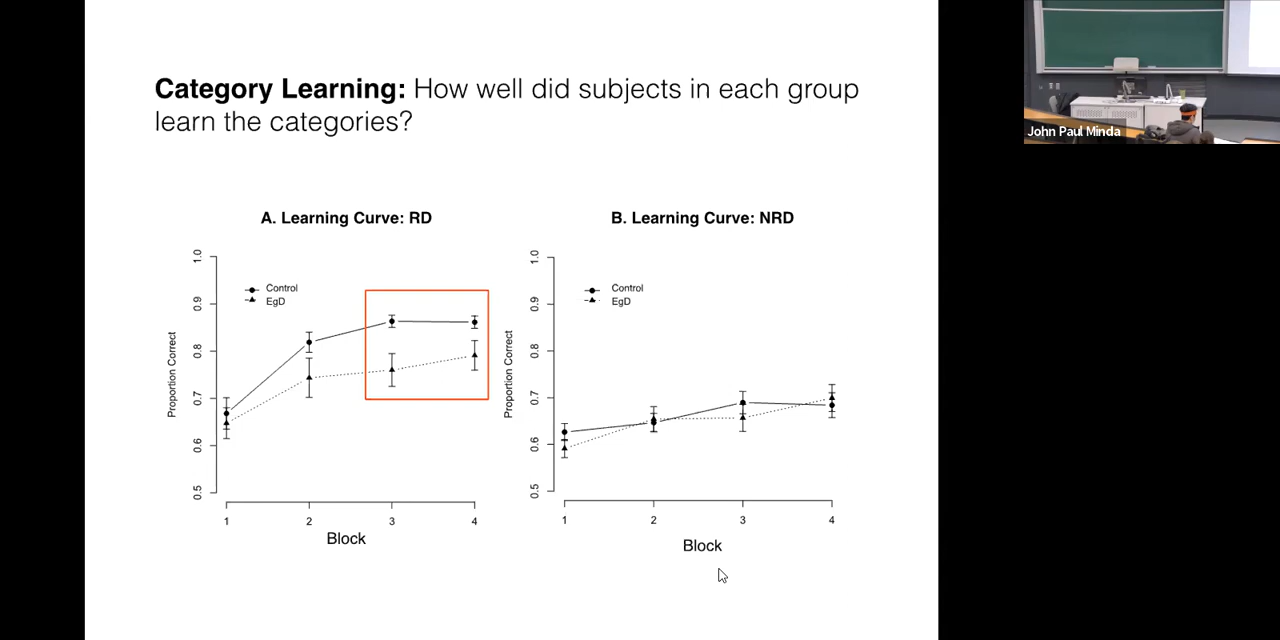 Category Learning: How well did subjects in each group
learn the categories?
John Paul Minda
A. Learning Curve: RD
1.0
0.9
0.8
0.7
0.6
0.5
Proportion Correct
Control
EgD
1 2 3 4
Block
B. Learning Curve: NRD
1.0
0.9
0.8
0.7
0.6
0.5
Proportion Correct
Control
EgD
1 2 3 4
Block